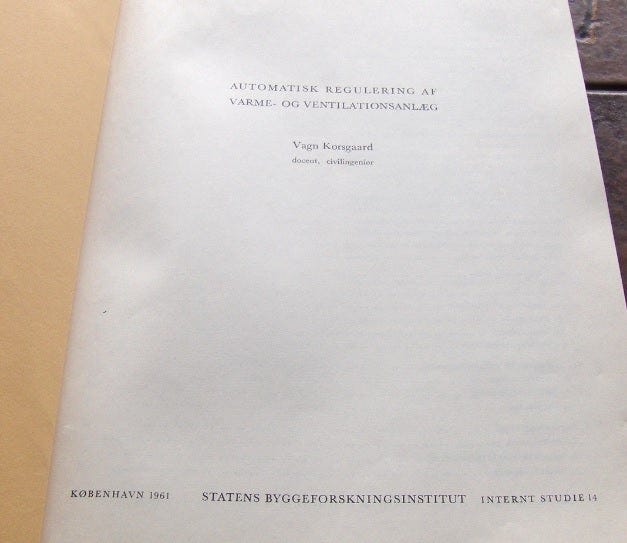 AUTOMATISK REGULERING AF
VARME- OG VENTILATIONSANLÆG
Vagn Korsgaard
docent, civilingeniør
KØBENHAVN 1961 STATENS BYGGEFORSKNINGSINSTITUT INTERNT STUDIE 14